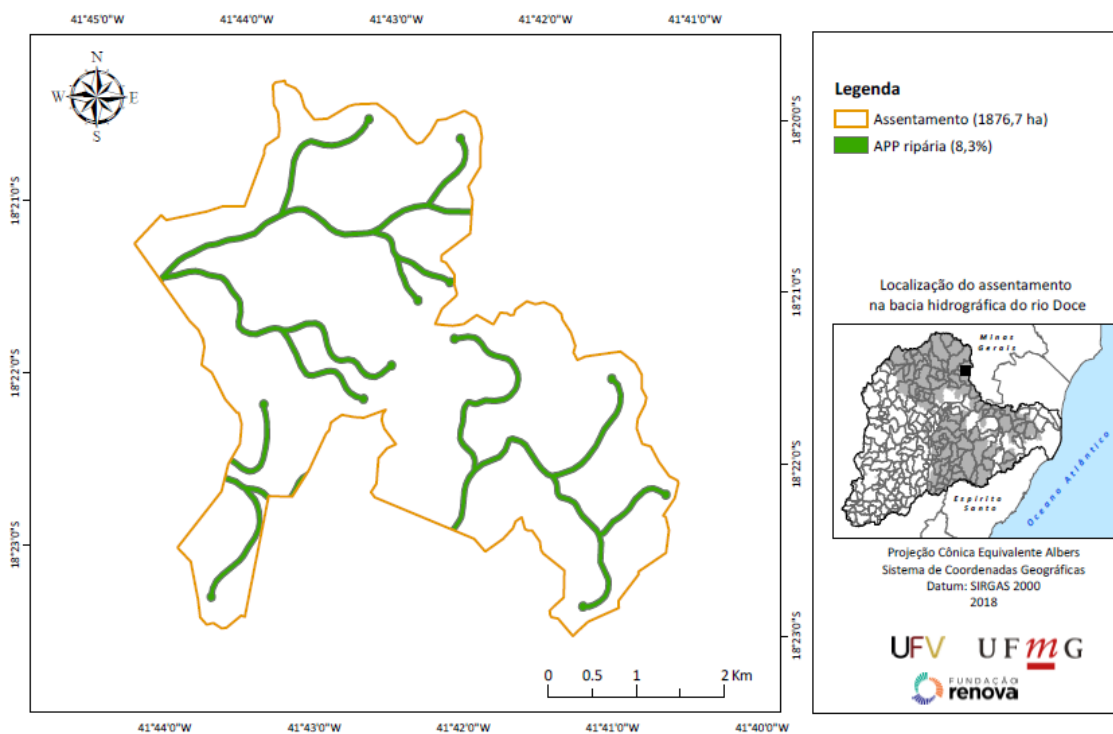 41°45'0"W 41°44'0"W 41°43'0"W 41°42'0"W 41°41'0"W
N
W E
S
18°21'0"S
18°22'0"S
18°23'0"S
18°20'0"S
18°21'0"S
18°22'0"S
18°23'0"S
0 0.5 1 2 Km
41°44'0"W 41°43'0"W 41°42'0"W 41°41'0"W 41°40'0"W
Legenda
Assentamento (1876,7 ha)
APP ripária (8,3%)
Localização do assentamento
na bacia hidrográfica do rio Doce
Minas
Gerais
Espírito
Santo
Oceano Atlântico
Projeção Cônica Equivalente Albers
Sistema de Coordenadas Geográficas
Datum: SIRGAS 2000
2018
UFV UFmG
FUNDAÇÃO
renova